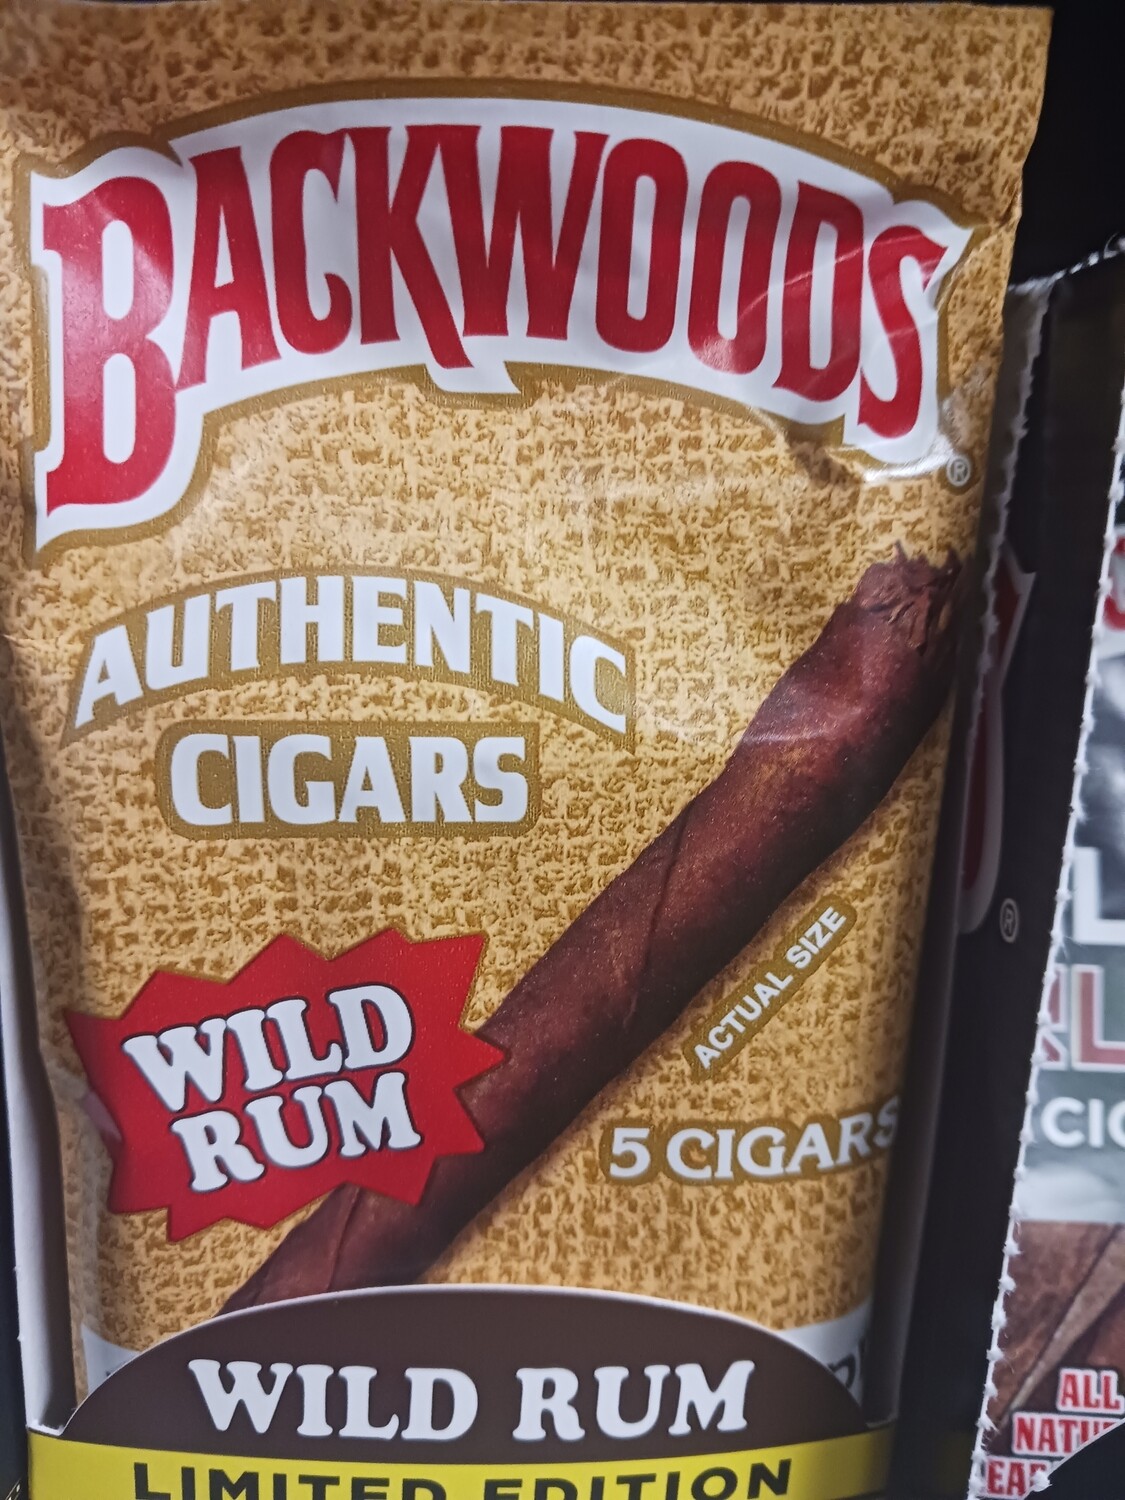 BACKWOODS
®
AUTHENTIC
CIGARS
ACTUAL SIZE
WILD
RUM
5 CIGARS
WILD RUM
LIMITED EDITION
®
ALL